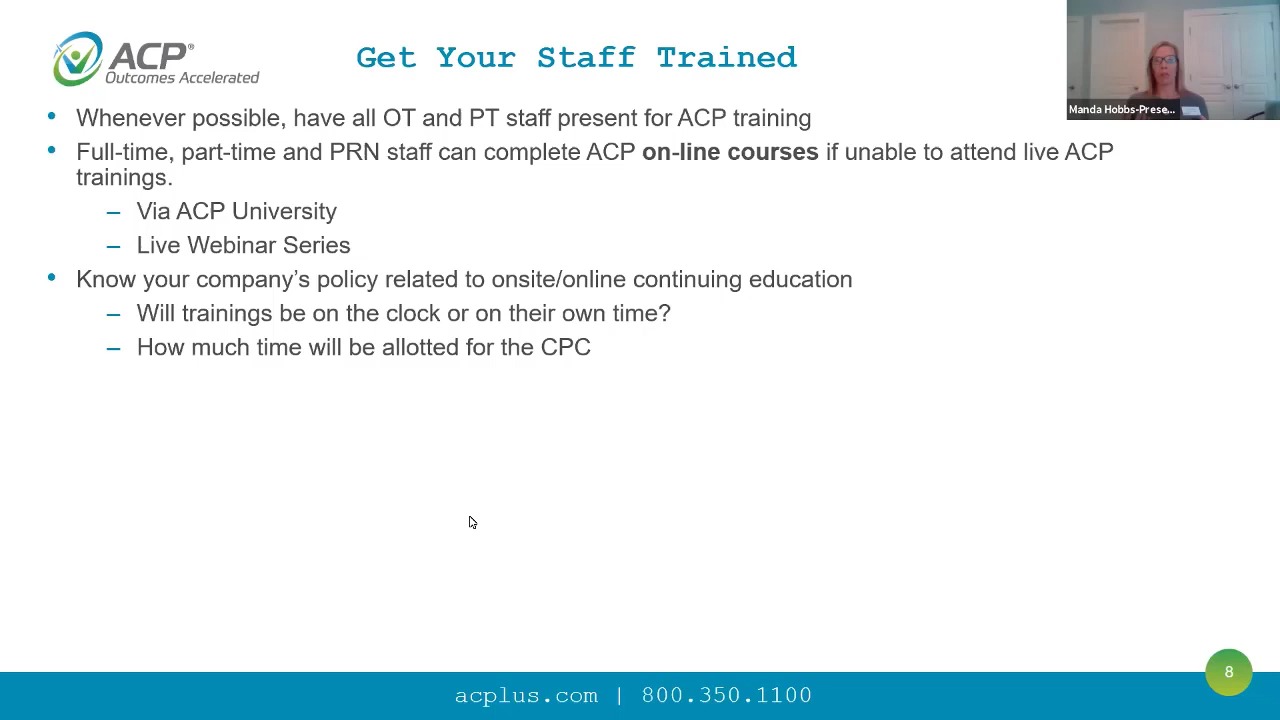 ACP®
Outcomes Accelerated
Get Your Staff Trained
Manda Hobbs-Prese...
• Whenever possible, have all OT and PT staff present for ACP training
• Full-time, part-time and PRN staff can complete ACP on-line courses if unable to attend live ACP
trainings.
– Via ACP University
– Live Webinar Series
• Know your company’s policy related to onsite/online continuing education
– Will trainings be on the clock or on their own time?
– How much time will be allotted for the CPC
8
acplus.com | 800.350.1100